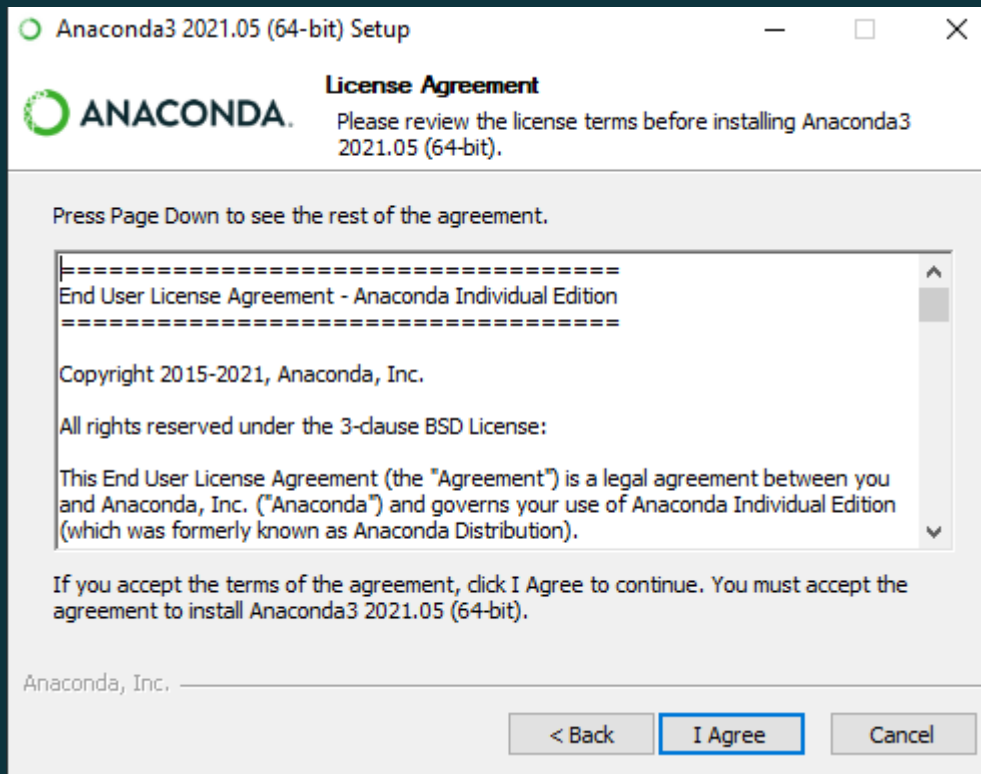 Anaconda3 2021.05 (64-bit) Setup
ANACONDA.
License Agreement
Please review the license terms before installing Anaconda3
2021.05 (64-bit).
Press Page Down to see the rest of the agreement.
===================================
End User License Agreement - Anaconda Individual Edition
===================================
Copyright 2015-2021, Anaconda, Inc.
All rights reserved under the 3-clause BSD License:
This End User License Agreement (the "Agreement") is a legal agreement between you
and Anaconda, Inc. ("Anaconda") and governs your use of Anaconda Individual Edition
(which was formerly known as Anaconda Distribution).
If you accept the terms of the agreement, click I Agree to continue. You must accept the
agreement to install Anaconda3 2021.05 (64-bit).
Anaconda, Inc.
< Back
I Agree
Cancel